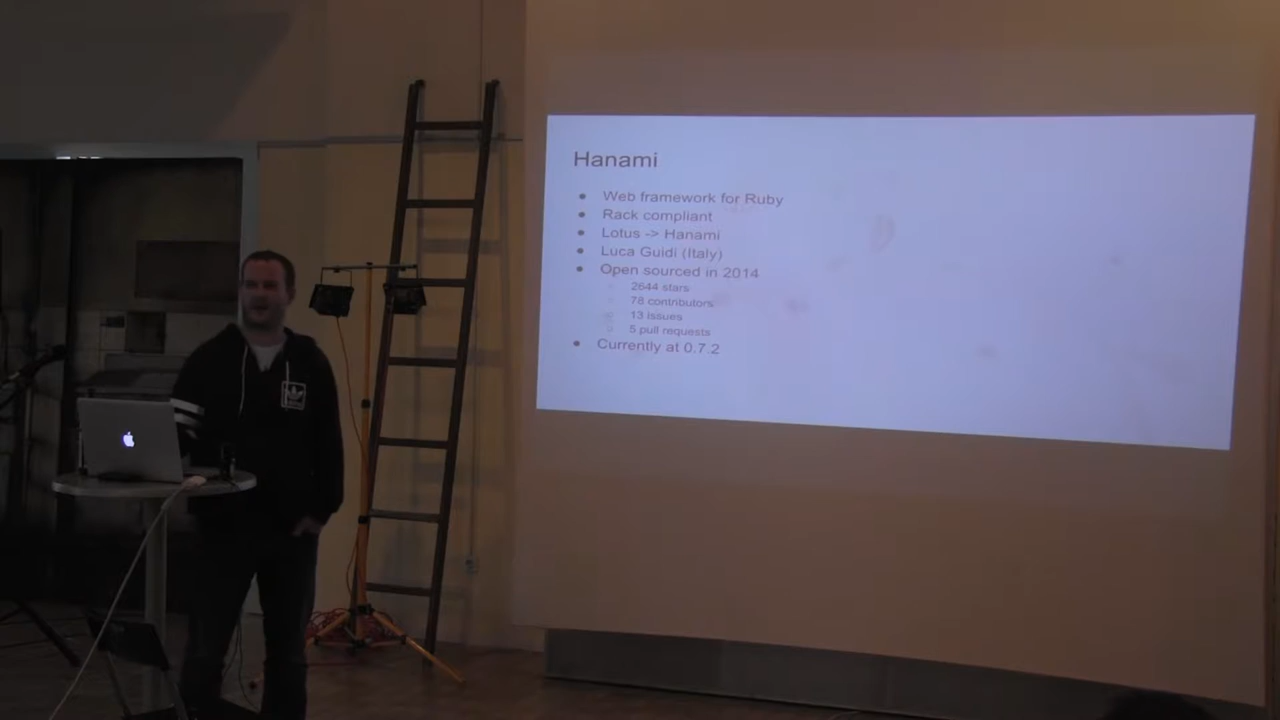 Hanami
● Web framework for Ruby
● Rack compliant
● Lotus -> Hanami
● Luca Guidi (Italy)
● Open sourced in 2014
○ 2644 stars
○ 78 contributors
○ 13 issues
○ 5 pull requests
● Currently at 0.7.2